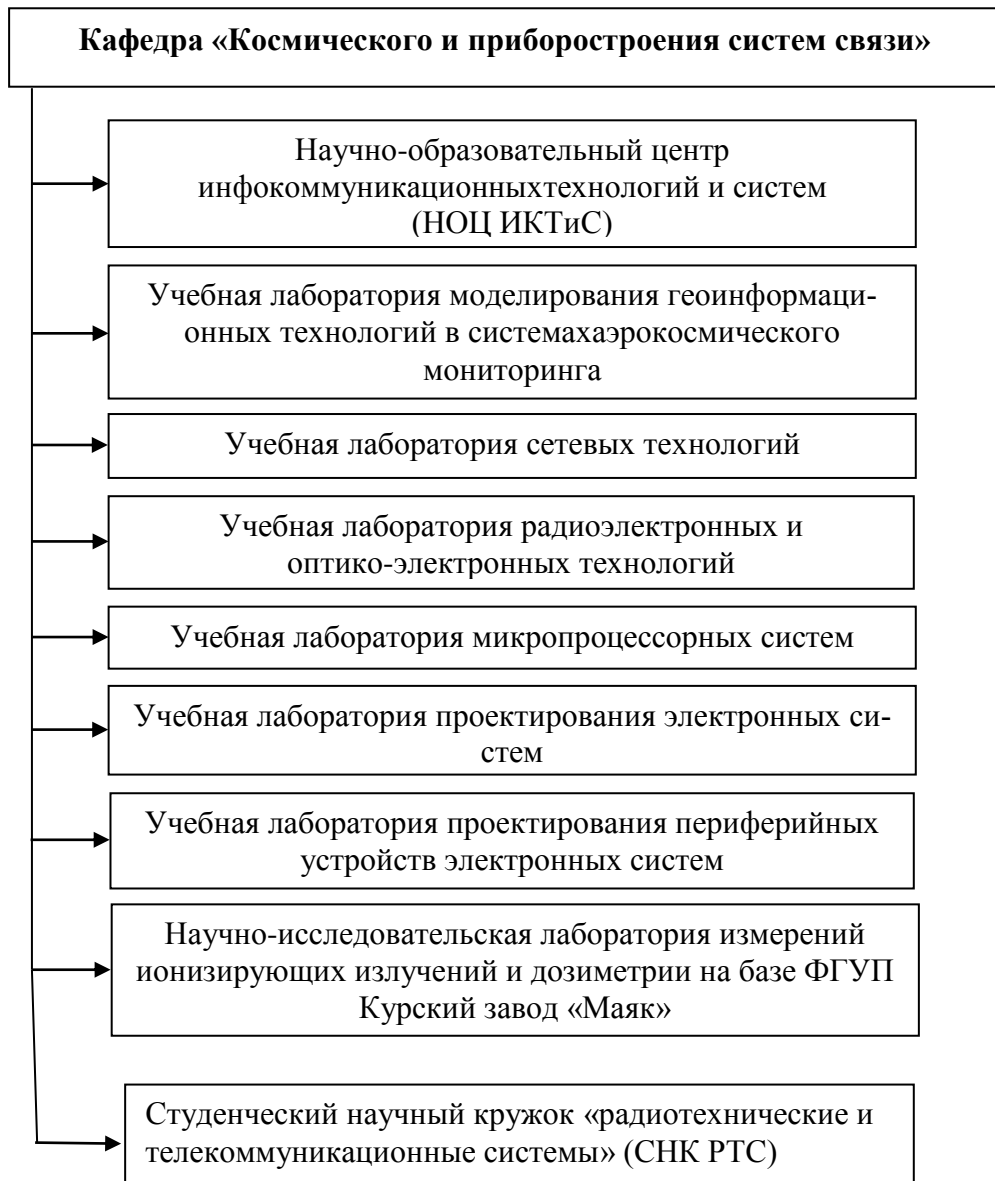 Кафедра «Космического и приборостроения систем связи»
Научно-образовательный центр
инфокоммуникационныхтехнологий и систем
(НОЦ ИКТиС)
Учебная лаборатория моделирования геоинформаци-
онных технологий в системахаэрокосмического
мониторинга
Учебная лаборатория сетевых технологий
Учебная лаборатория радиоэлектронных и
оптико-электронных технологий
Учебная лаборатория микропроцессорных систем
Учебная лаборатория проектирования электронных си-
стем
Учебная лаборатория проектирования периферийных
устройств электронных систем
Научно-исследовательская лаборатория измерений
ионизирующих излучений и дозиметрии на базе ФГУП
Курский завод «Маяк»
Студенческий научный кружок «радиотехнические и
телекоммуникационные системы» (СНК РТС)